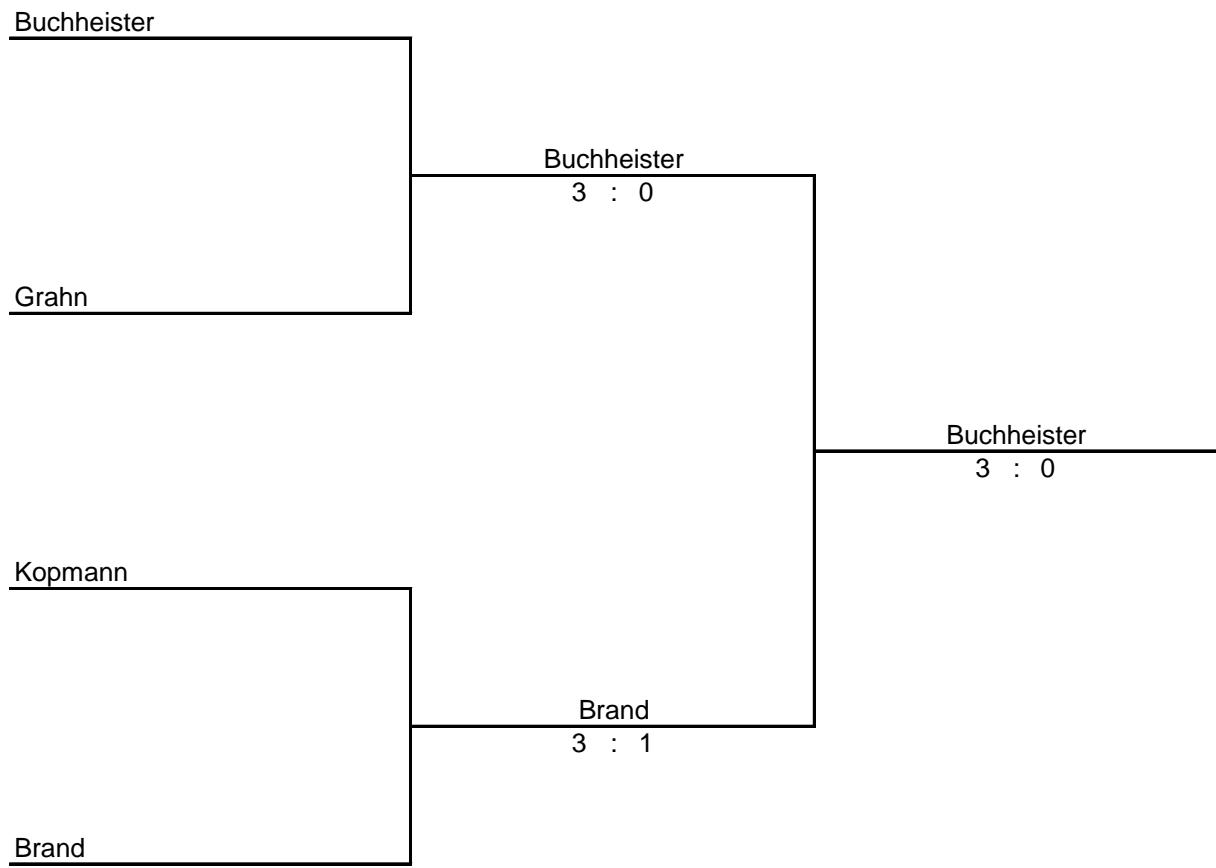 Buchheister
Buchheister
3 : 0
Grahn
Buchheister
3 : 0
Kopmann
Brand
3 : 1
Brand